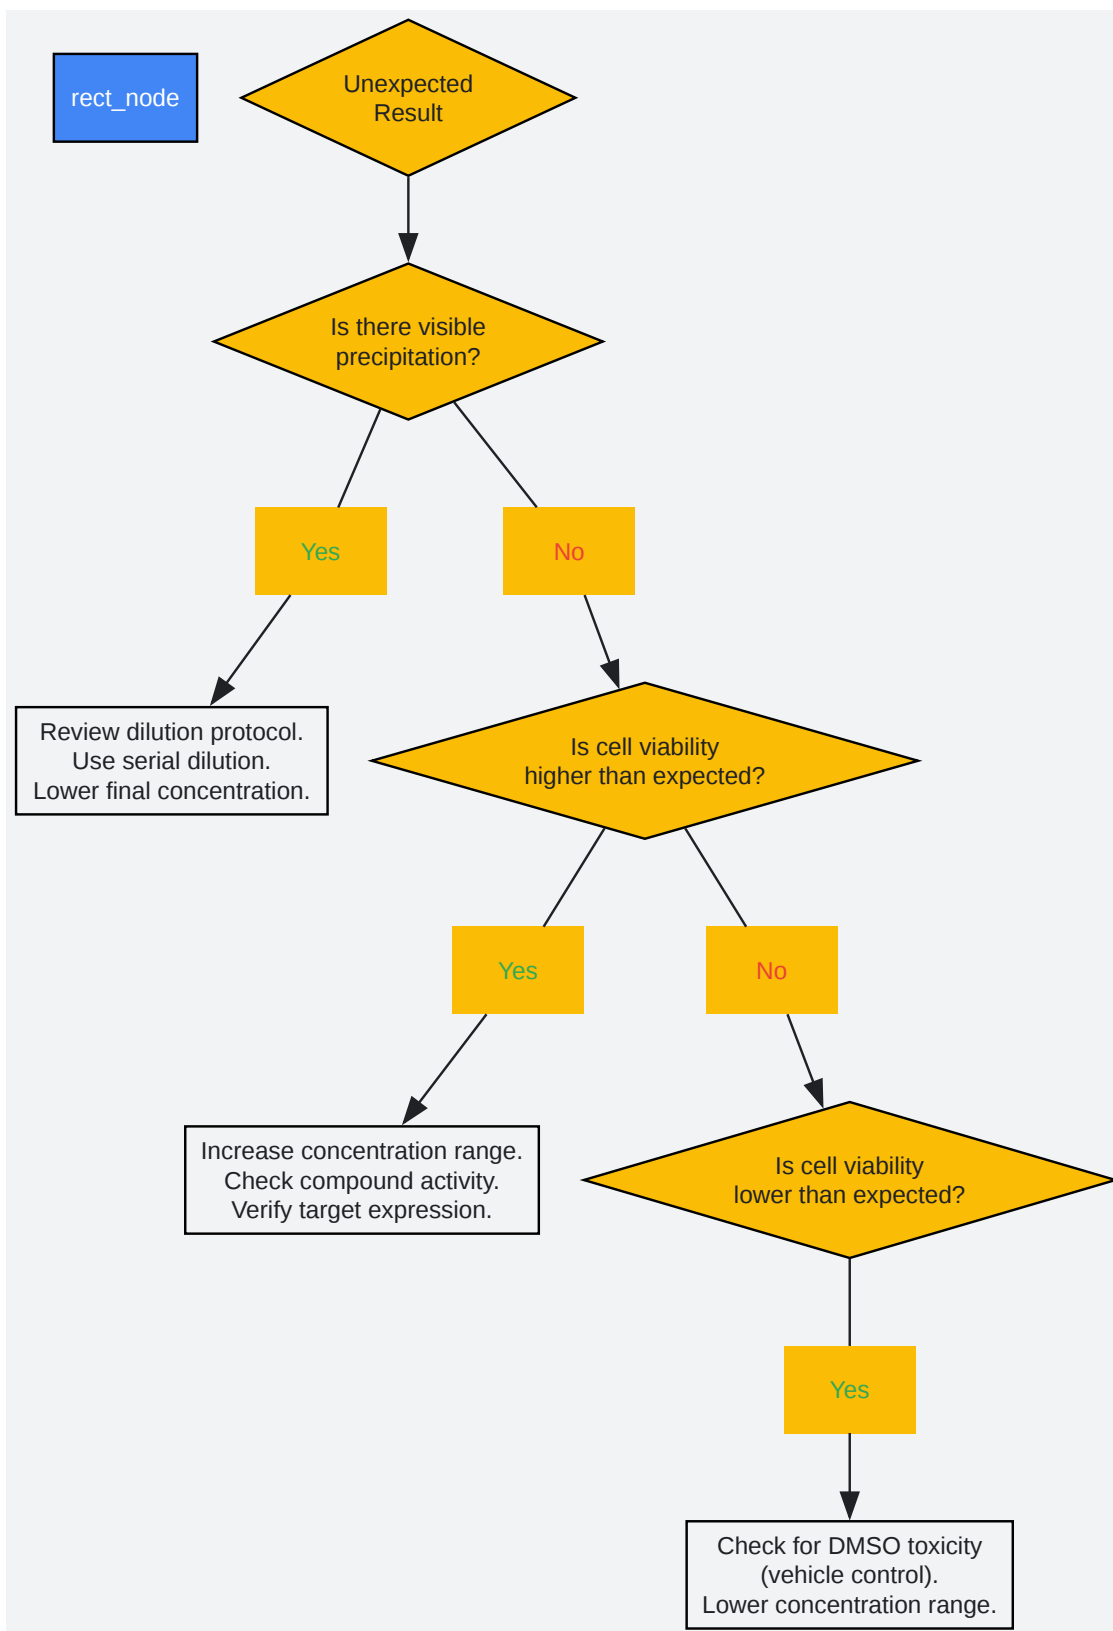 rect_node
Unexpected
Result
Is there visible
precipitation?
Yes
No
Review dilution protocol.
Use serial dilution.
Lower final concentration.
Is cell viability
higher than expected?
Yes
No
Increase concentration range.
Check compound activity.
Verify target expression.
Is cell viability
lower than expected?
Yes
Check for DMSO toxicity
(vehicle control).
Lower concentration range.